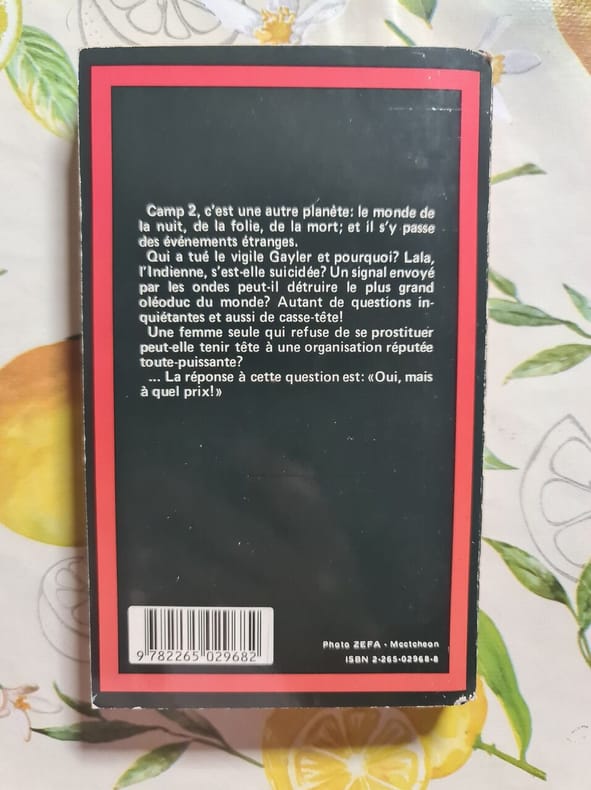 Camp 2, c'est une autre planète: le monde de
la nuit, de la folie, de la mort; et il s'y passe
des événements étranges.
Qui a tué le vigile Gayler et pourquoi? Lala,
l'Indienne, s'est-elle suicidée? Un signal envoyé
par les ondes peut-il détruire le plus grand
oléoduc du monde? Autant de questions in-
quiétantes et aussi de casse-tête!
Une femme seule qui refuse de se prostituer
peut-elle tenir tête à une organisation réputée
toute-puissante?
... La réponse à cette question est: «Oui, mais
à quel prix!»
9 782265 029682
Photo ZEFA - Mcetcheon
ISBN 2-265-02968-8